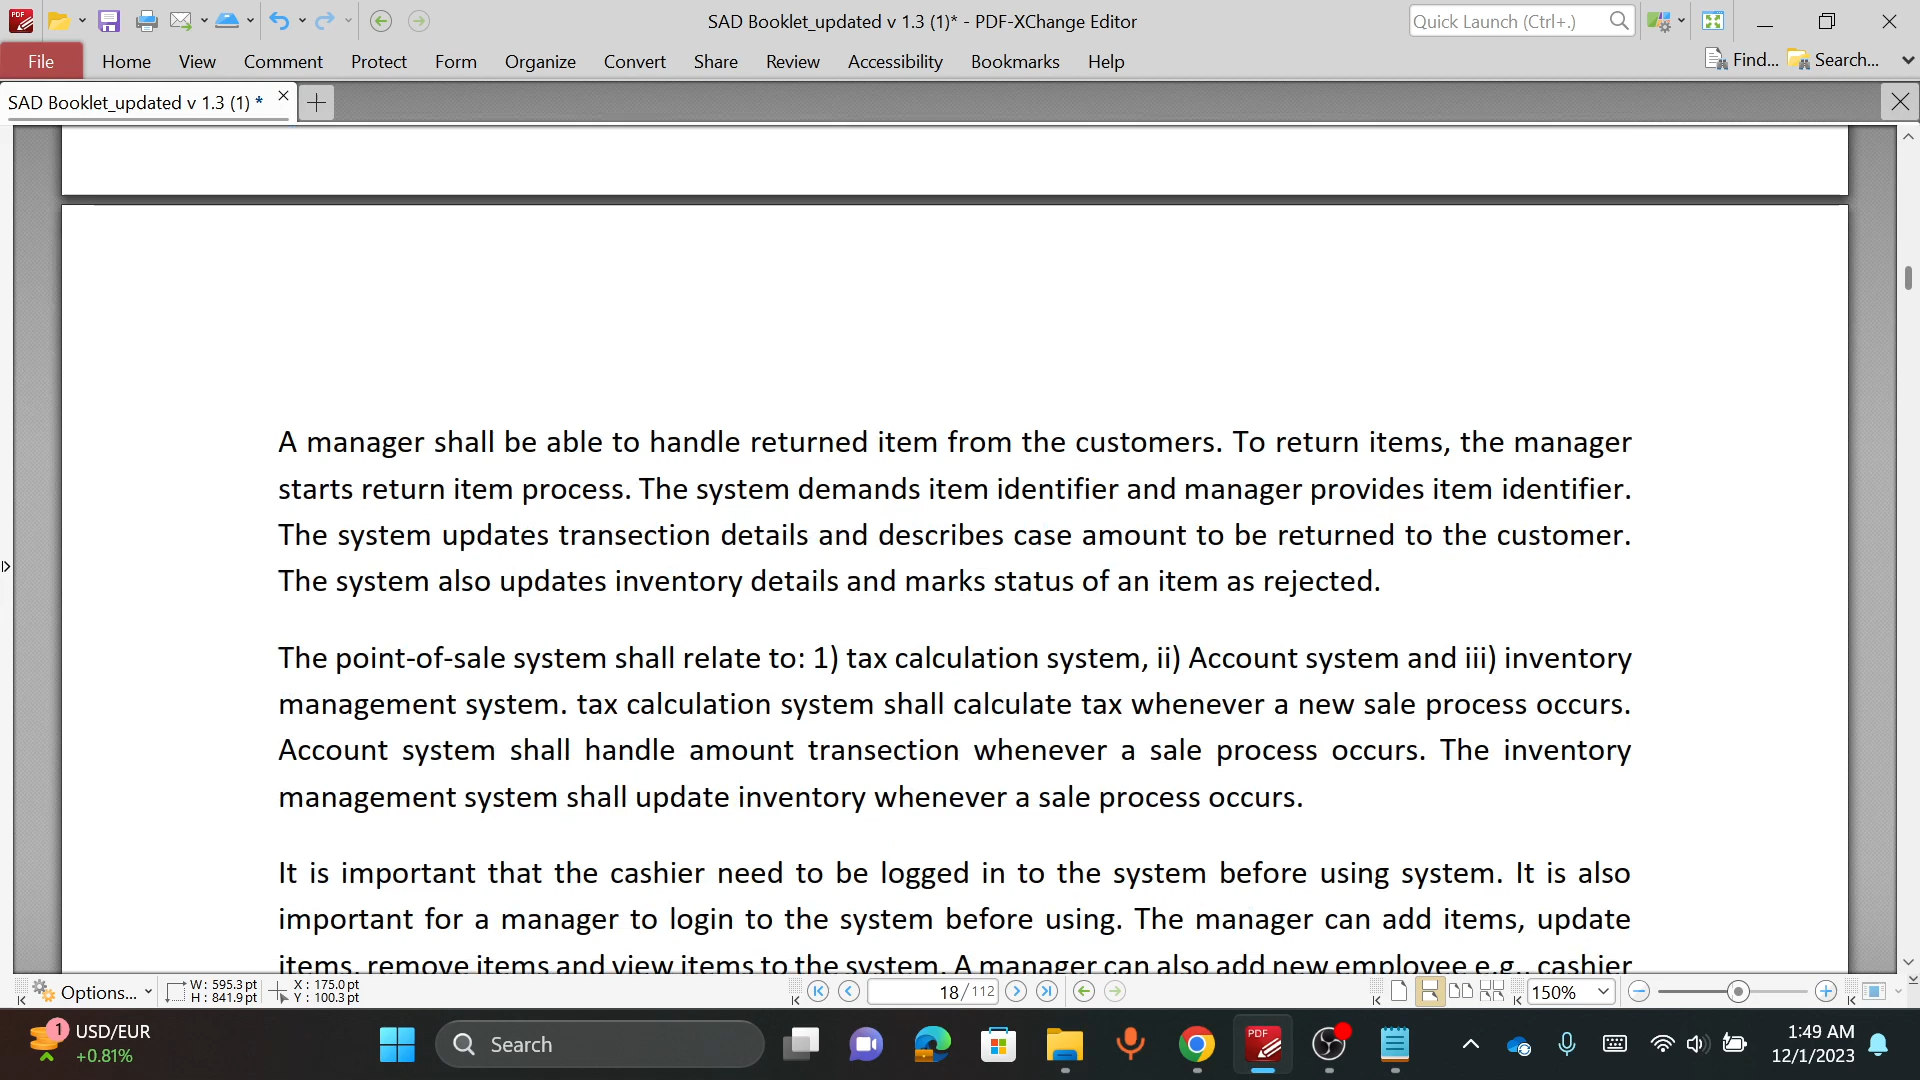 SAD Booklet_updated v 1.3 (1)* - PDF-XChange Editor
Quick Launch (Ctrl+.)
File Home View Comment Protect Form Organize Convert Share Review Accessibility Bookmarks Help Find... Search...
SAD Booklet_updated v 1.3 (1) *
A manager shall be able to handle returned item from the customers. To return items, the manager
starts return item process. The system demands item identifier and manager provides item identifier.
The system updates transection details and describes case amount to be returned to the customer.
The system also updates inventory details and marks status of an item as rejected.
The point-of-sale system shall relate to: 1) tax calculation system, ii) Account system and iii) inventory
management system. tax calculation system shall calculate tax whenever a new sale process occurs.
Account system shall handle amount transection whenever a sale process occurs. The inventory
management system shall update inventory whenever a sale process occurs.
It is important that the cashier need to be logged in to the system before using system. It is also
important for a manager to login to the system before using. The manager can add items, update
items, remove items and view items to the system. A manager can also add new employee e.g., cashier
Options... W: 595.3 pt X: 175.0 pt 18 / 112 150%
H: 841.9 pt Y: 100.3 pt
1 USD/EUR
+0.81%
Search
PDF
1:49 AM
12/1/2023